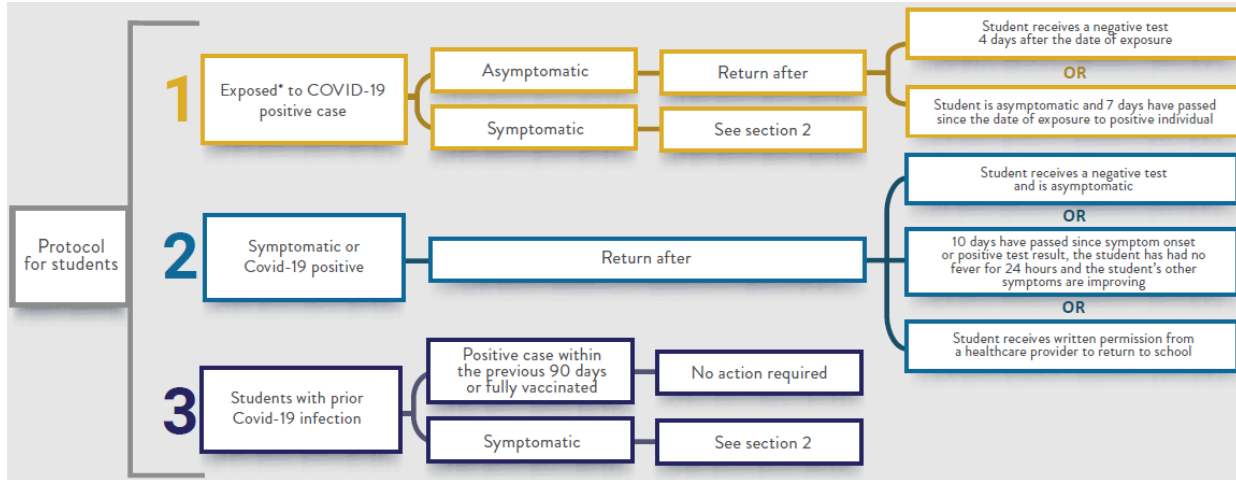 Protocol
for students
1
Exposed* to COVID-19
positive case
Asymptomatic
Return after
Student receives a negative test
4 days after the date of exposure
OR
Student is asymptomatic and 7 days have passed
since the date of exposure to positive individual
Symptomatic
See section 2
2
Symptomatic or
Covid-19 positive
Return after
Student receives a negative test
and is asymptomatic
OR
10 days have passed since symptom onset
or positive test result, the student has had no
fever for 24 hours and the student's other
symptoms are improving
OR
Student receives written permission from
a healthcare provider to return to school
3
Students with prior
Covid-19 infection
Positive case within
the previous 90 days
or fully vaccinated
No action required
Symptomatic
See section 2